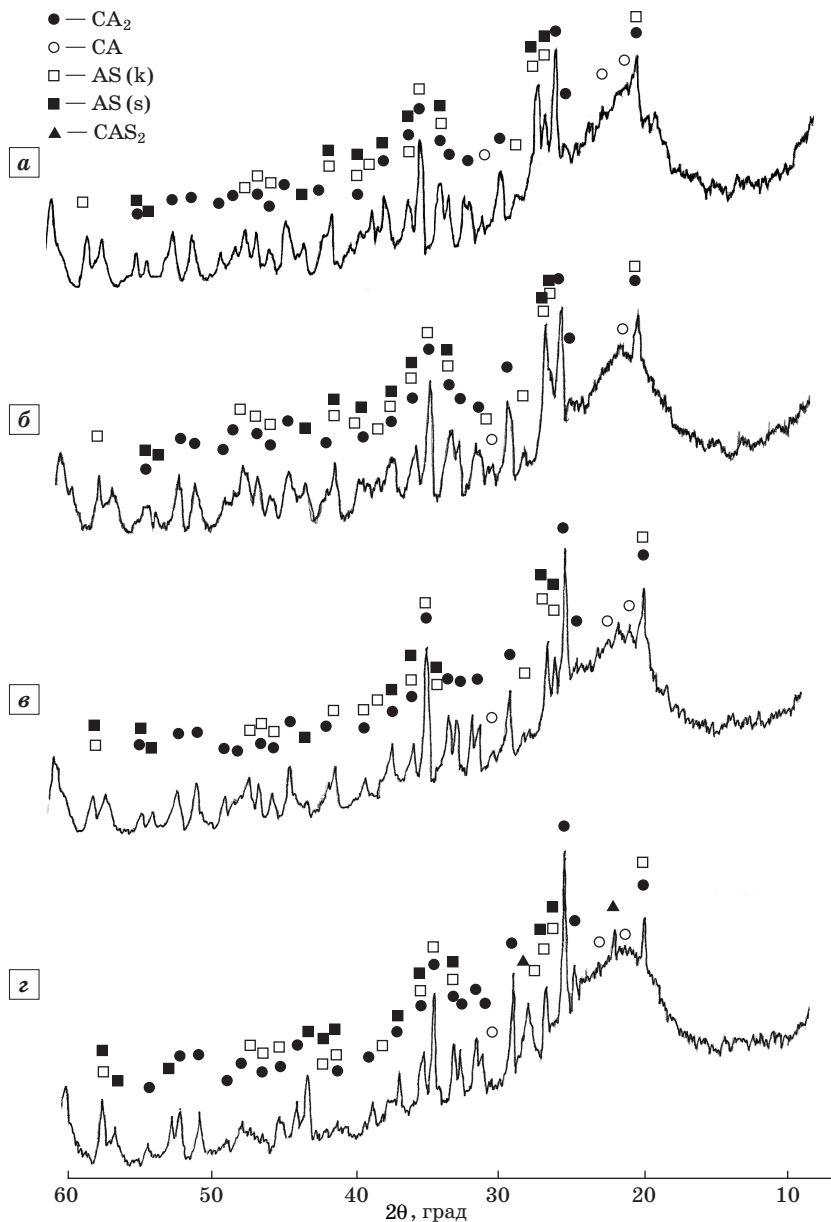 ● — CA₂
○ — CA
□ — AS (k)
■ — AS (s)
▲ — CAS₂
а
б
в
г
60 50 40 30 20 10
2θ, град